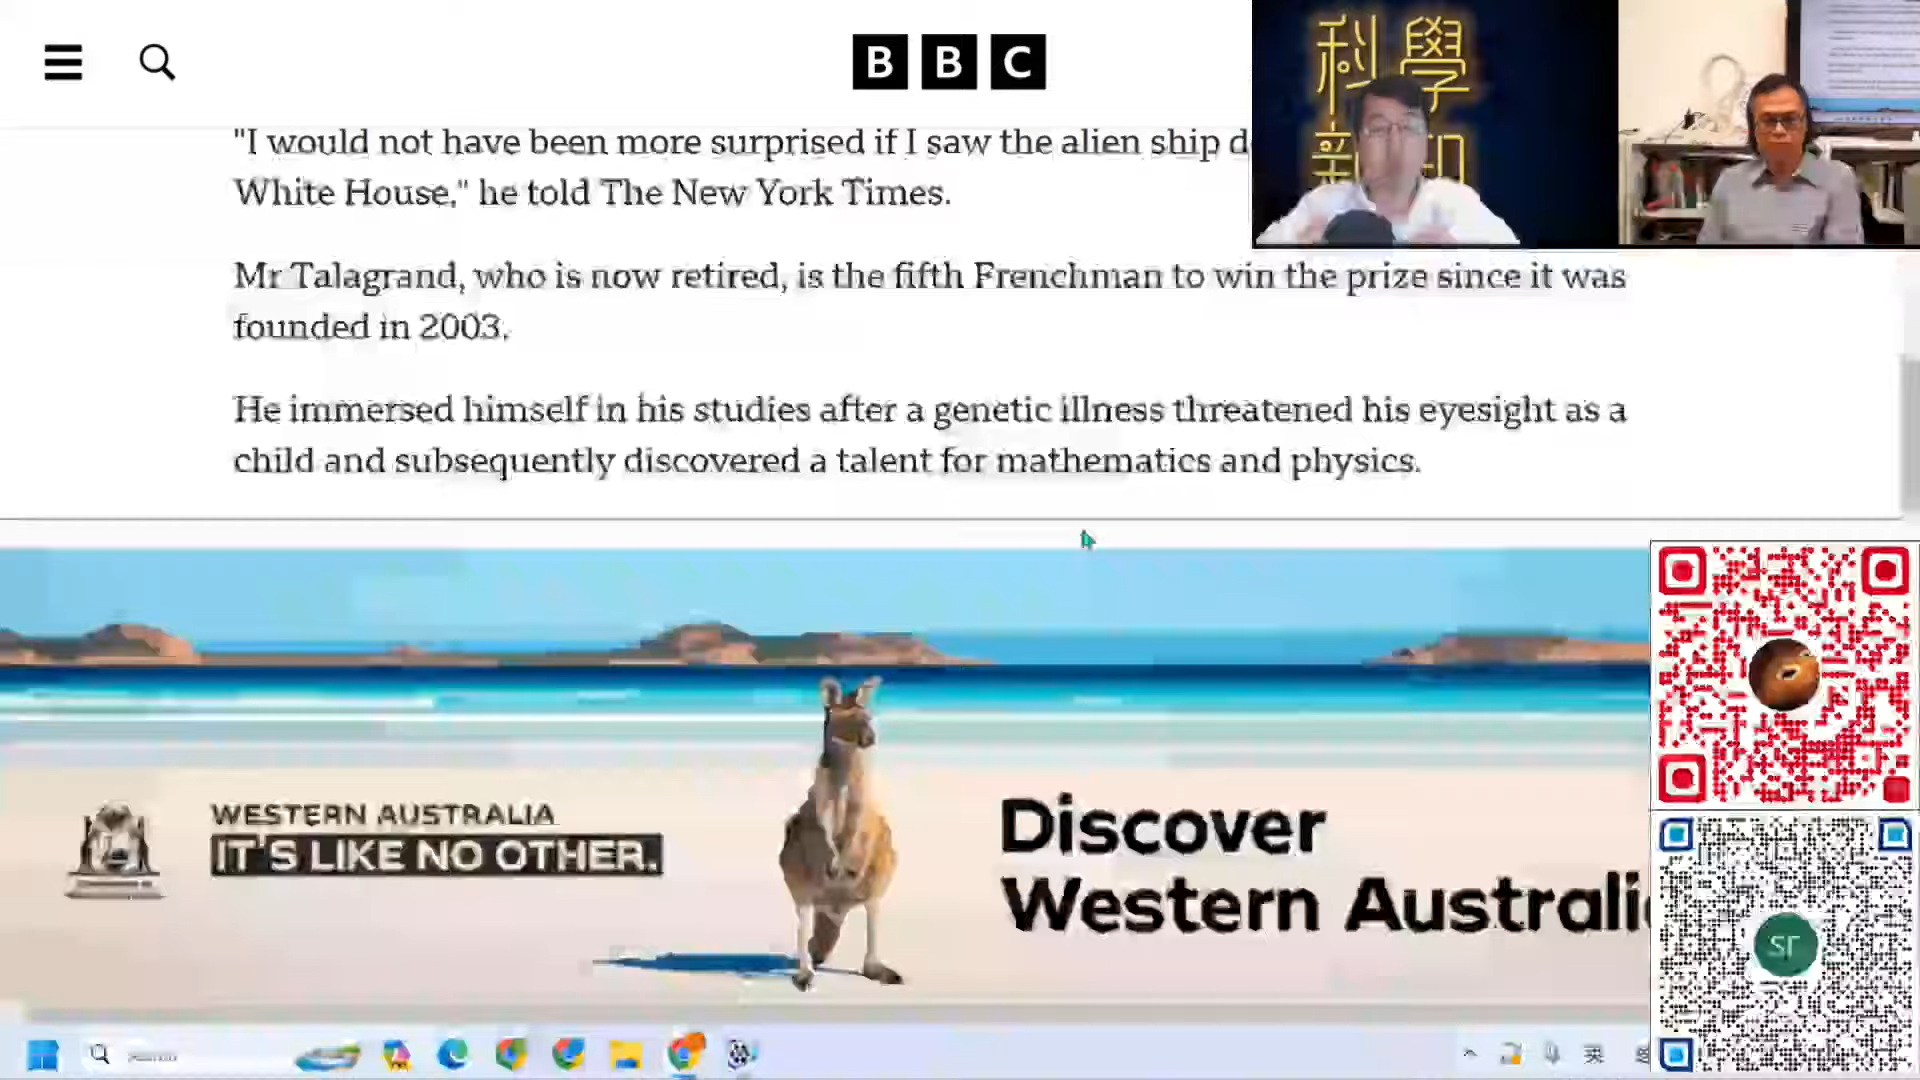 BBC
科學
新知
"I would not have been more surprised if I saw the alien ship
White House," he told The New York Times.
Mr Talagrand, who is now retired, is the fifth Frenchman to win the prize since it was
founded in 2003.
He immersed himself in his studies after a genetic illness threatened his eyesight as a
child and subsequently discovered a talent for mathematics and physics.
WESTERN AUSTRALIA
IT'S LIKE NO OTHER.
Discover
Western Australi
英